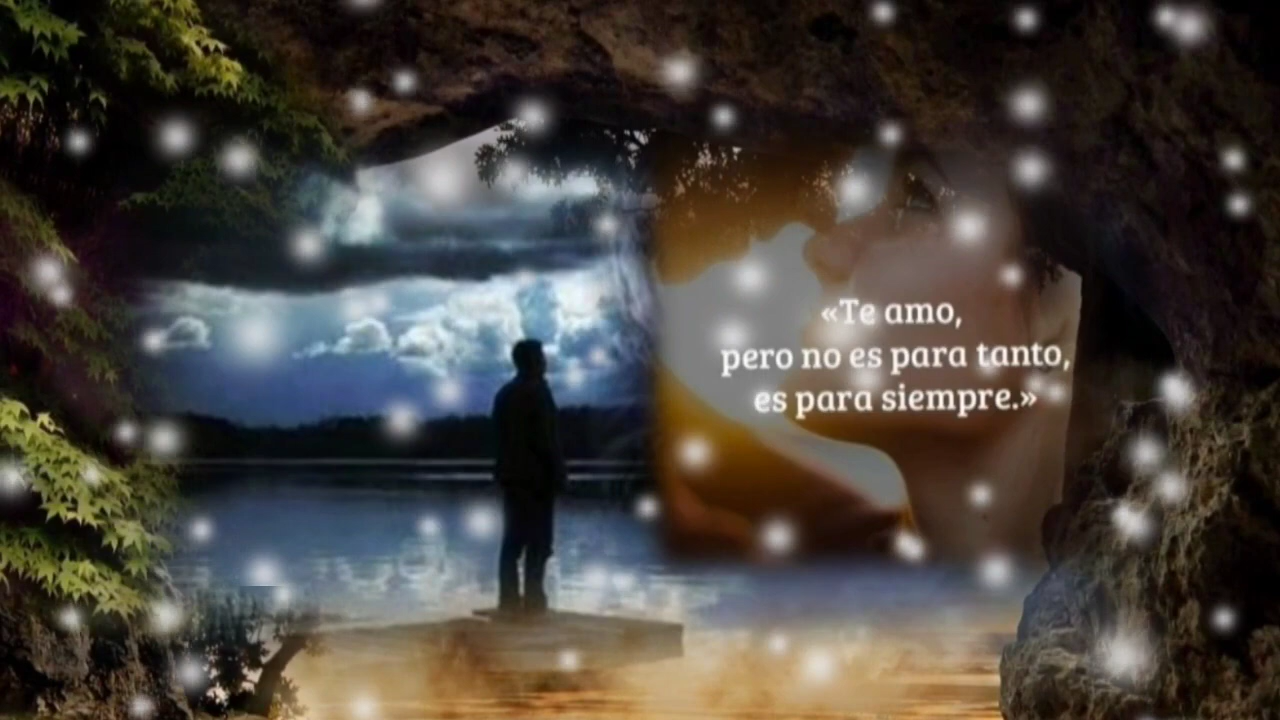 «Te amo,
pero no es para tanto,
es para siempre.»